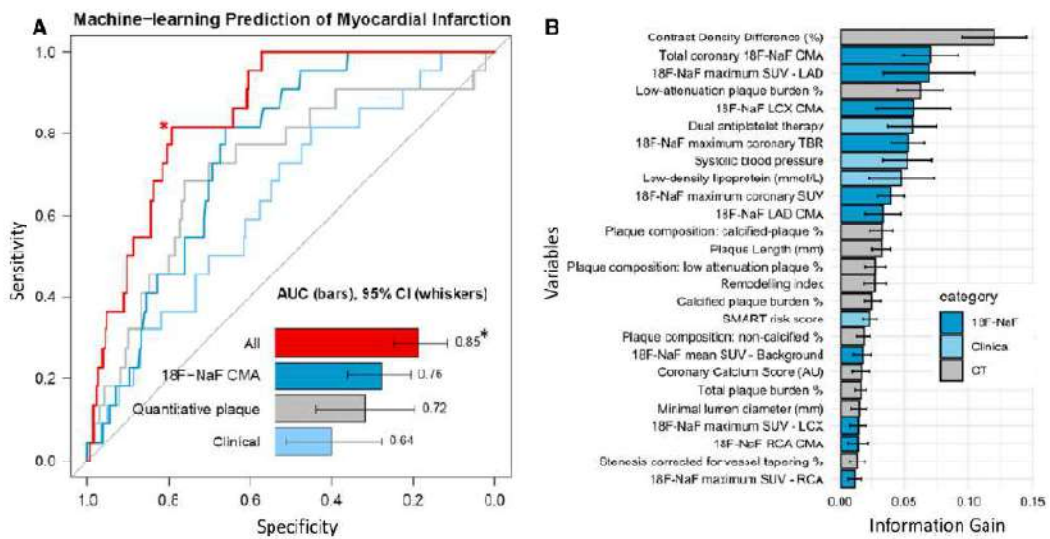 A
Machine-learning Prediction of Myocardial Infarction
Sensitivity
1.0
0.8
0.6
0.4
0.2
0.0
*
AUC (bars), 95% CI (whiskers)
All
0.85*
18F-NaF CMA
0.76
Quantitative plaque
0.72
Clinical
0.64
1.0
0.8
0.6
0.4
0.2
0.0
Specificity
B
Variables
Contrast Density Difference (%)
Total coronary 18F-NaF CMA
18F-NaF maximum SUV - LAD
Low-attenuation plaque burden %
18F-NaF LCX CMA
Dual antiplatelet therapy
18F-NaF maximum coronary TBR
Systolic blood pressure
Low-density lipoprotein (mmol/L)
18F-NaF maximum coronary SUV
18F-NaF LAD CMA
Plaque composition: calcified-plaque %
Plaque Length (mm)
Plaque composition: low attenuation plaque %
Remodelling index
Calcified plaque burden %
SMART risk score
Plaque composition: non-calcified %
18F-NaF mean SUV - Background
Coronary Calcium Score (AU)
Total plaque burden %
Minimal lumen diameter (mm)
18F-NaF maximum SUV - LCX
18F-NaF RCA CMA
Stenosis corrected for vessel tapering %
18F-NaF maximum SUV - RCA
category
18F-NaF
Clinica
CT
0.00
0.05
0.10
0.15
Information Gain